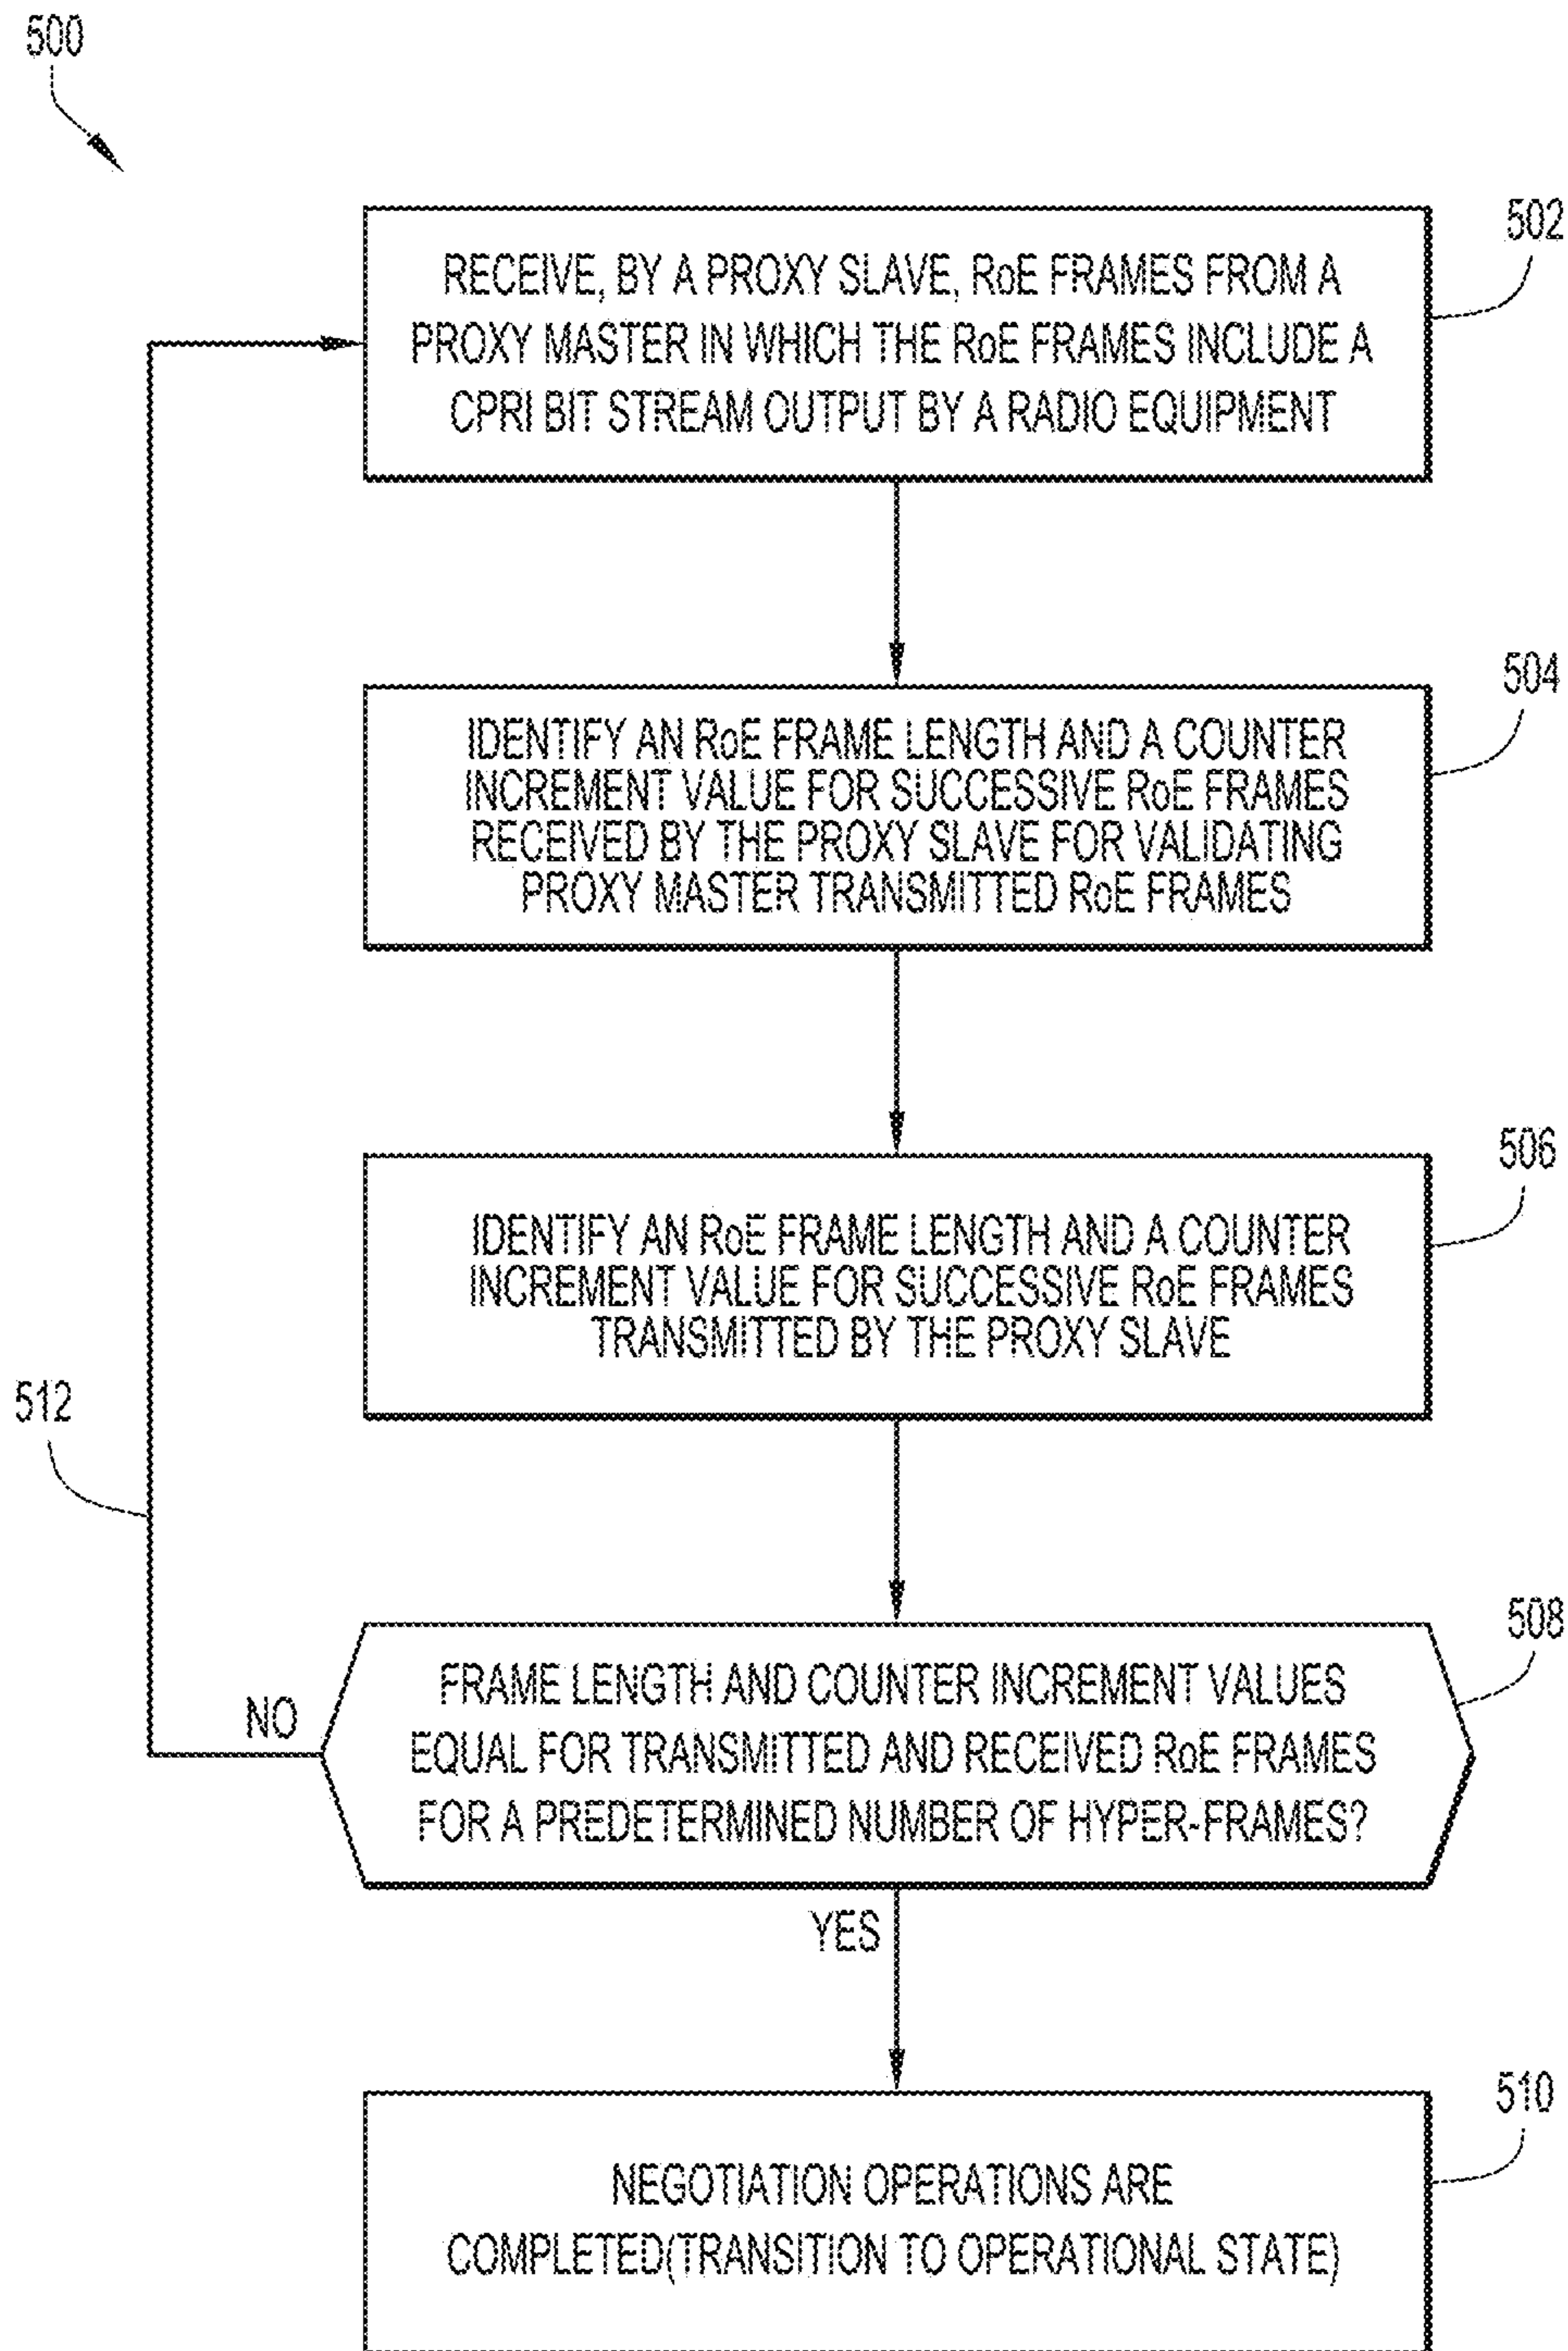 500
502
RECEIVE, BY A PROXY SLAVE, RoE FRAMES FROM A
PROXY MASTER IN WHICH THE RoE FRAMES INCLUDE A
CPRI BIT STREAM OUTPUT BY A RADIO EQUIPMENT
504
IDENTIFY AN RoE FRAME LENGTH AND A COUNTER
INCREMENT VALUE FOR SUCCESSIVE RoE FRAMES
RECEIVED BY THE PROXY SLAVE FOR VALIDATING
PROXY MASTER TRANSMITTED RoE FRAMES
506
IDENTIFY AN RoE FRAME LENGTH AND A COUNTER
INCREMENT VALUE FOR SUCCESSIVE RoE FRAMES
TRANSMITTED BY THE PROXY SLAVE
512
508
FRAME LENGTH AND COUNTER INCREMENT VALUES
EQUAL FOR TRANSMITTED AND RECEIVED RoE FRAMES
FOR A PREDETERMINED NUMBER OF HYPER-FRAMES?
NO
YES
510
NEGOTIATION OPERATIONS ARE
COMPLETED(TRANSITION TO OPERATIONAL STATE)